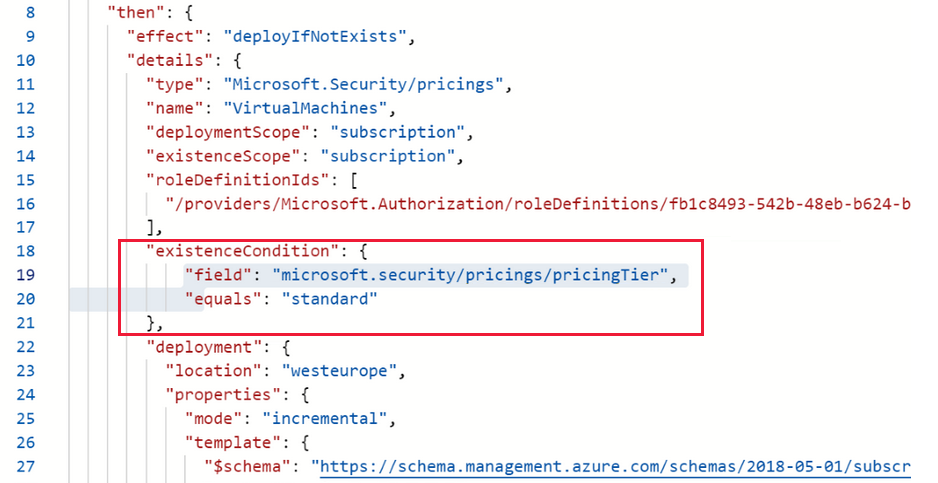 8 "then": {
9 "effect": "deployIfNotExists",
10 "details": {
11 "type": "Microsoft.Security/pricings",
12 "name": "VirtualMachines",
13 "deploymentScope": "subscription",
14 "existenceScope": "subscription",
15 "roleDefinitionIds": [
16 "/providers/Microsoft.Authorization/roleDefinitions/fb1c8493-542b-48eb-b624-b
17 ],
18 "existenceCondition": {
19 "field": "microsoft.security/pricings/pricingTier",
20 "equals": "standard"
21 },
22 "deployment": {
23 "location": "westeurope",
24 "properties": {
25 "mode": "incremental",
26 "template": {
27 "$schema": "https://schema.management.azure.com/schemas/2018-05-01/subscr